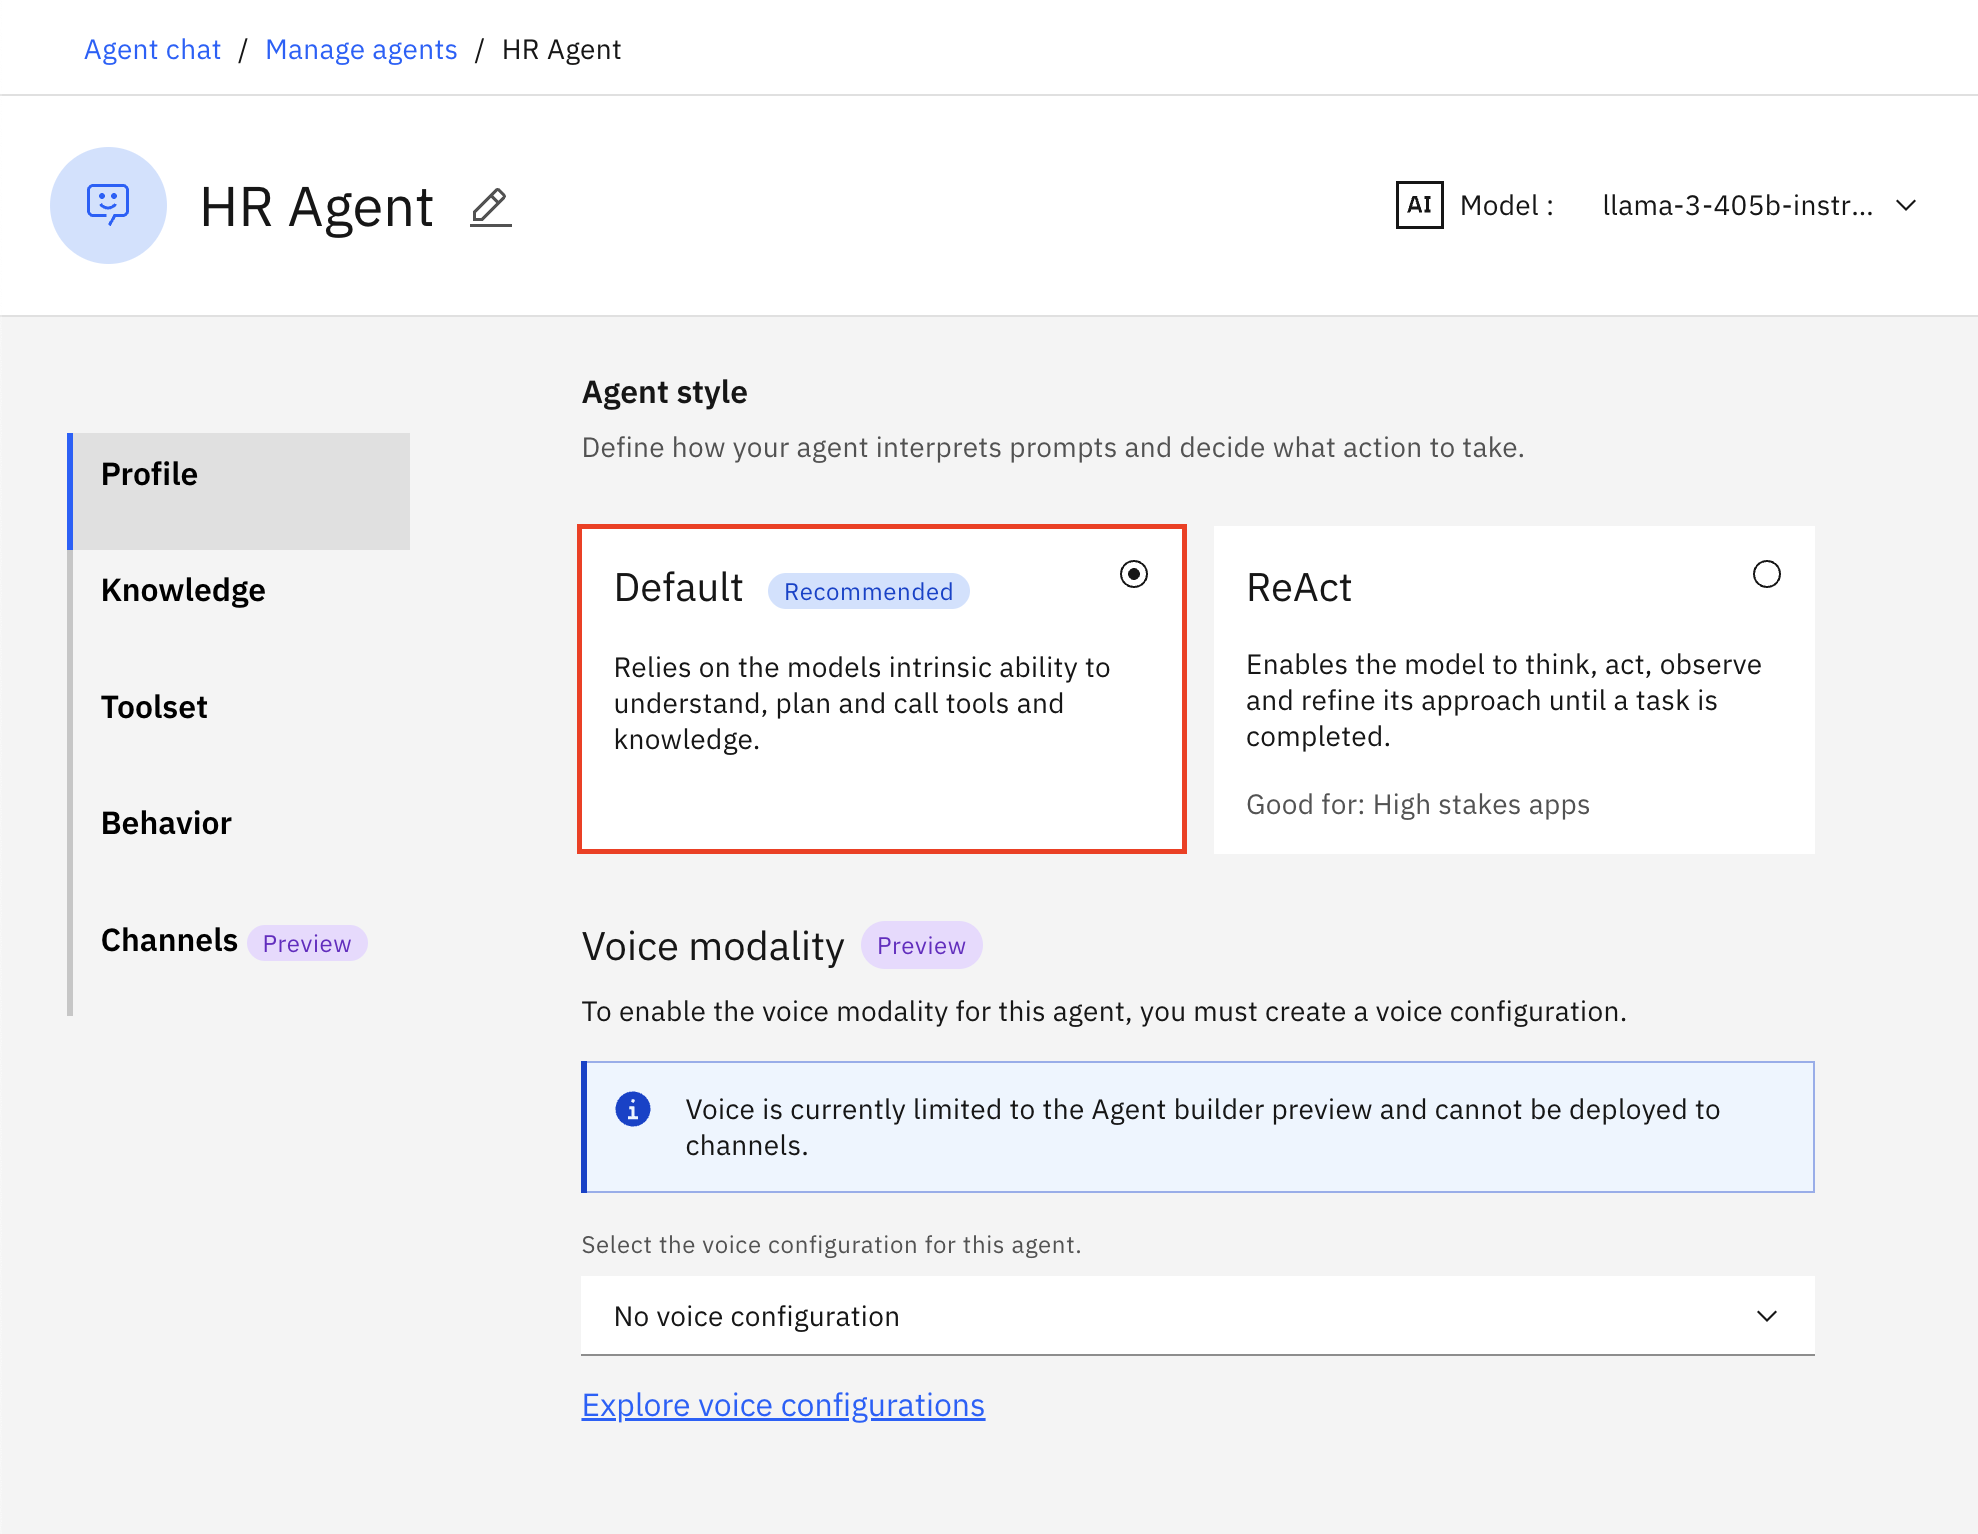 Agent chat / Manage agents / HR Agent
HR Agent
AI Model : llama-3-405b-instr...
Profile
Knowledge
Toolset
Behavior
Channels Preview
Agent style
Define how your agent interprets prompts and decide what action to take.
Default Recommended
Relies on the models intrinsic ability to
understand, plan and call tools and
knowledge.
ReAct
Enables the model to think, act, observe
and refine its approach until a task is
completed.
Good for: High stakes apps
Voice modality Preview
To enable the voice modality for this agent, you must create a voice configuration.
Voice is currently limited to the Agent builder preview and cannot be deployed to
channels.
Select the voice configuration for this agent.
No voice configuration
Explore voice configurations